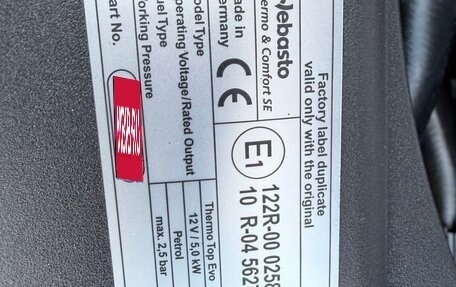 Factory label duplicate
valid only with the original
Webasto
Thermo & Comfort SE
Made in
Germany
CE
E1
122R-00 0258
10 R-04 562
Model Type
Thermo Top Evo
Operating Voltage/Rated Output
12 V / 5,0 kW
Fuel Type
Petrol
Working Pressure
max. 2,5 bar
Part No.